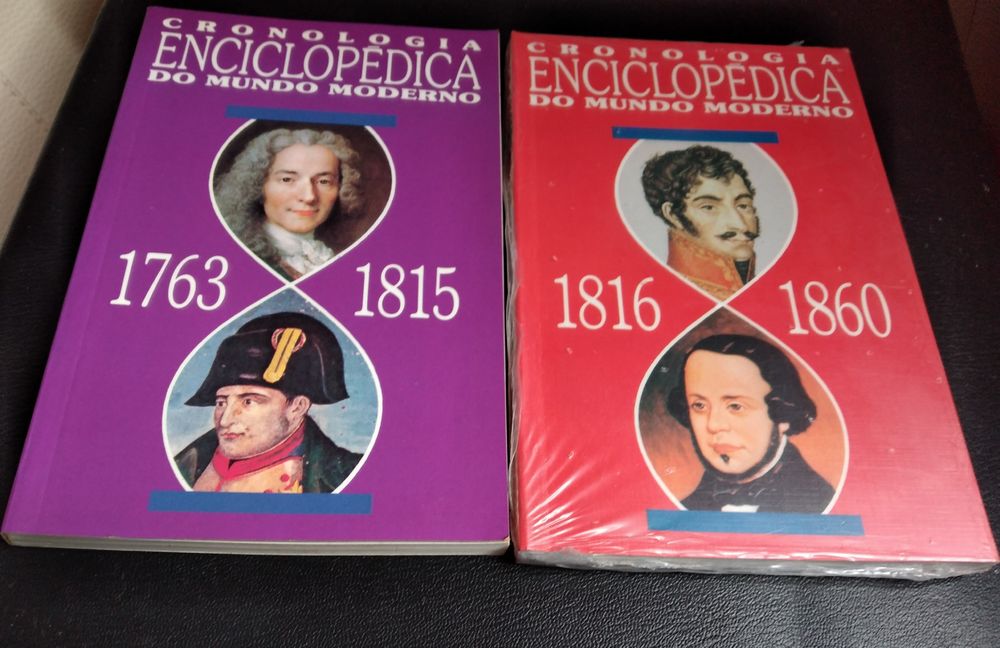 CRONOLOGIA
ENCICLOPÉDICA
DO MUNDO MODERNO
1763
1815
CRONOLOGIA
ENCICLOPÉDICA
DO MUNDO MODERNO
1816
1860